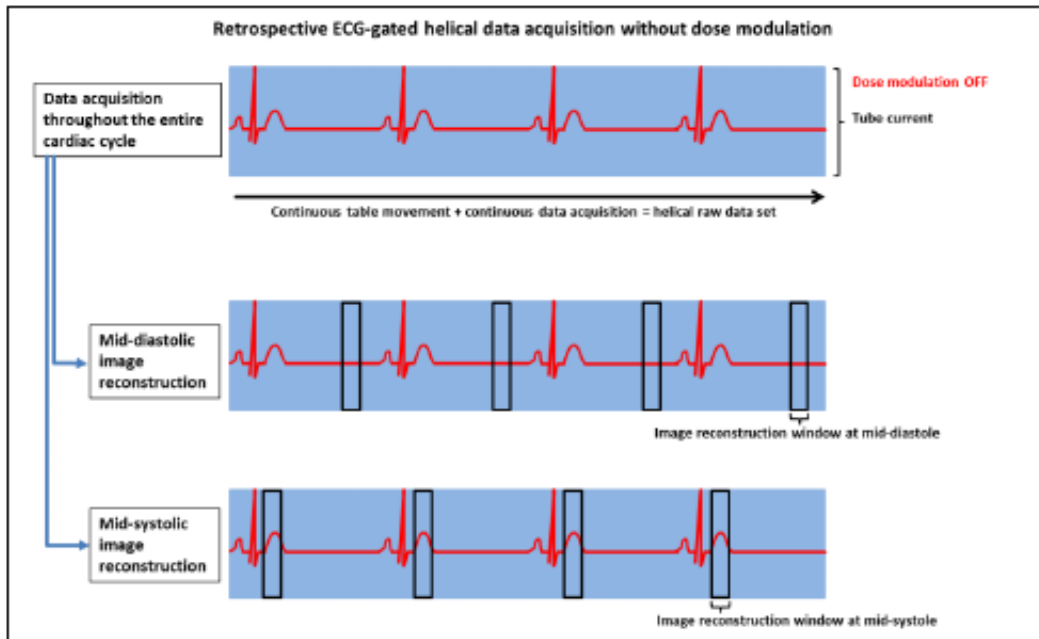 Retrospective ECG-gated helical data acquisition without dose modulation
Data acquisition
throughout the entire
cardiac cycle
Dose modulation OFF
Tube current
Continuous table movement + continuous data acquisition = helical raw data set
Mid-diastolic
image
reconstruction
Image reconstruction window at mid-diastole
Mid-systolic
image
reconstruction
Image reconstruction window at mid-systole